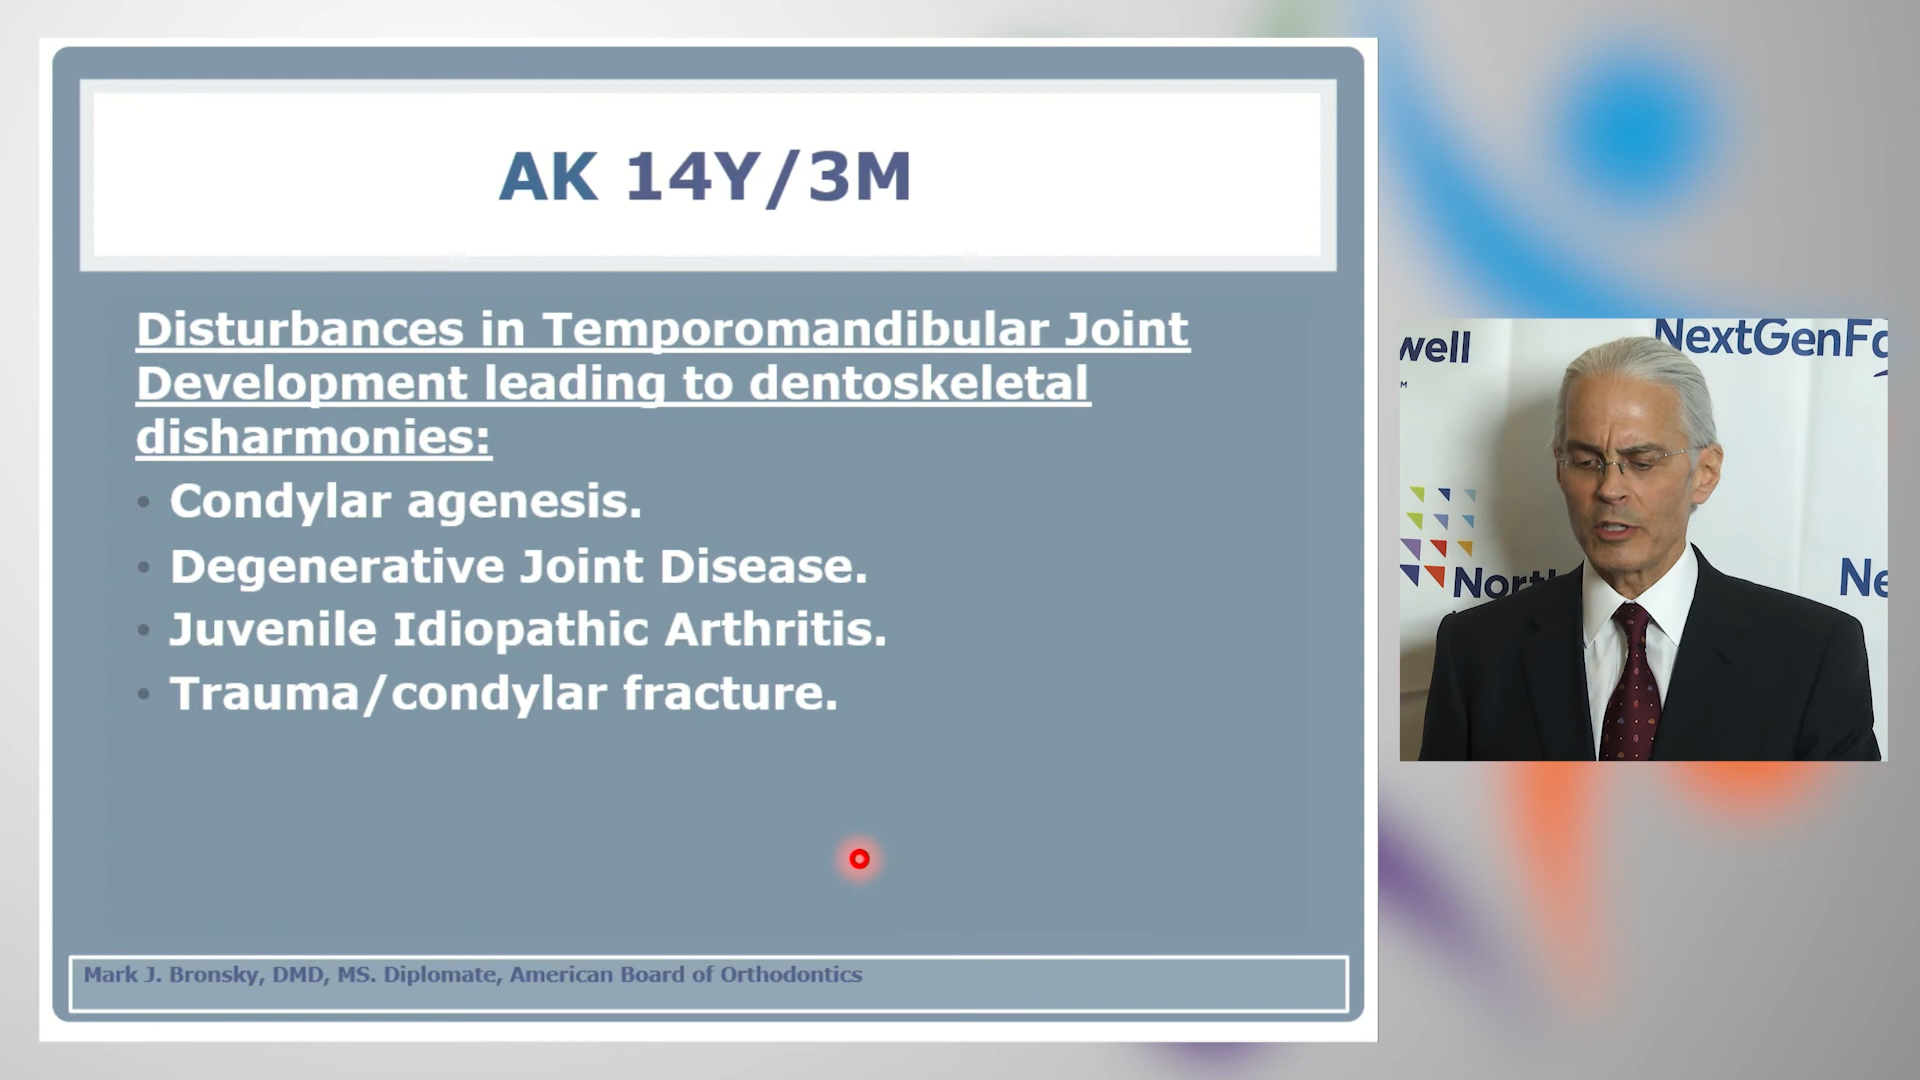 AK 14Y/3M
Disturbances in Temporomandibular Joint
Development leading to dentoskeletal
disharmonies:
• Condylar agenesis.
• Degenerative Joint Disease.
• Juvenile Idiopathic Arthritis.
• Trauma/condylar fracture.
Mark J. Bronsky, DMD, MS. Diplomate, American Board of Orthodontics
well
NextGenFa
Nort
Ne